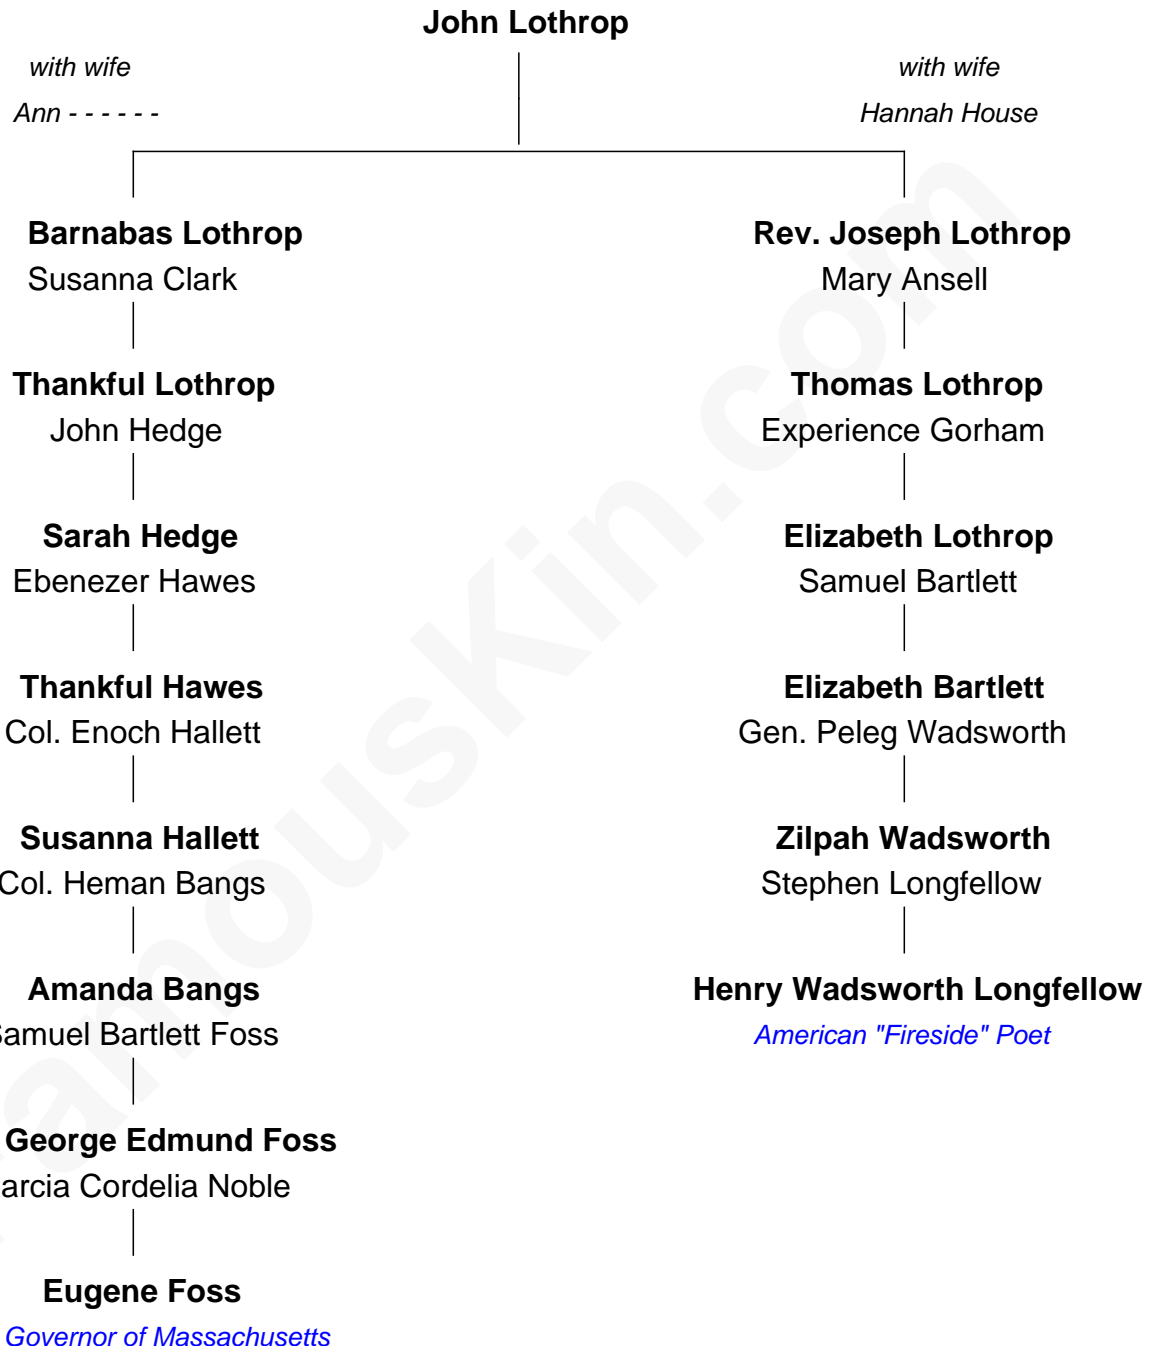 John Lothrop
with wife
Ann - - - - - -
with wife
Hannah House
Barnabas Lothrop
Susanna Clark
Thankful Lothrop
John Hedge
Sarah Hedge
Ebenezer Hawes
Thankful Hawes
Col. Enoch Hallett
Susanna Hallett
Col. Heman Bangs
Amanda Bangs
Samuel Bartlett Foss
George Edmund Foss
arcia Cordelia Noble
Eugene Foss
Governor of Massachusetts
Rev. Joseph Lothrop
Mary Ansell
Thomas Lothrop
Experience Gorham
Elizabeth Lothrop
Samuel Bartlett
Elizabeth Bartlett
Gen. Peleg Wadsworth
Zilpah Wadsworth
Stephen Longfellow
Henry Wadsworth Longfellow
American "Fireside" Poet
FamousKin.com